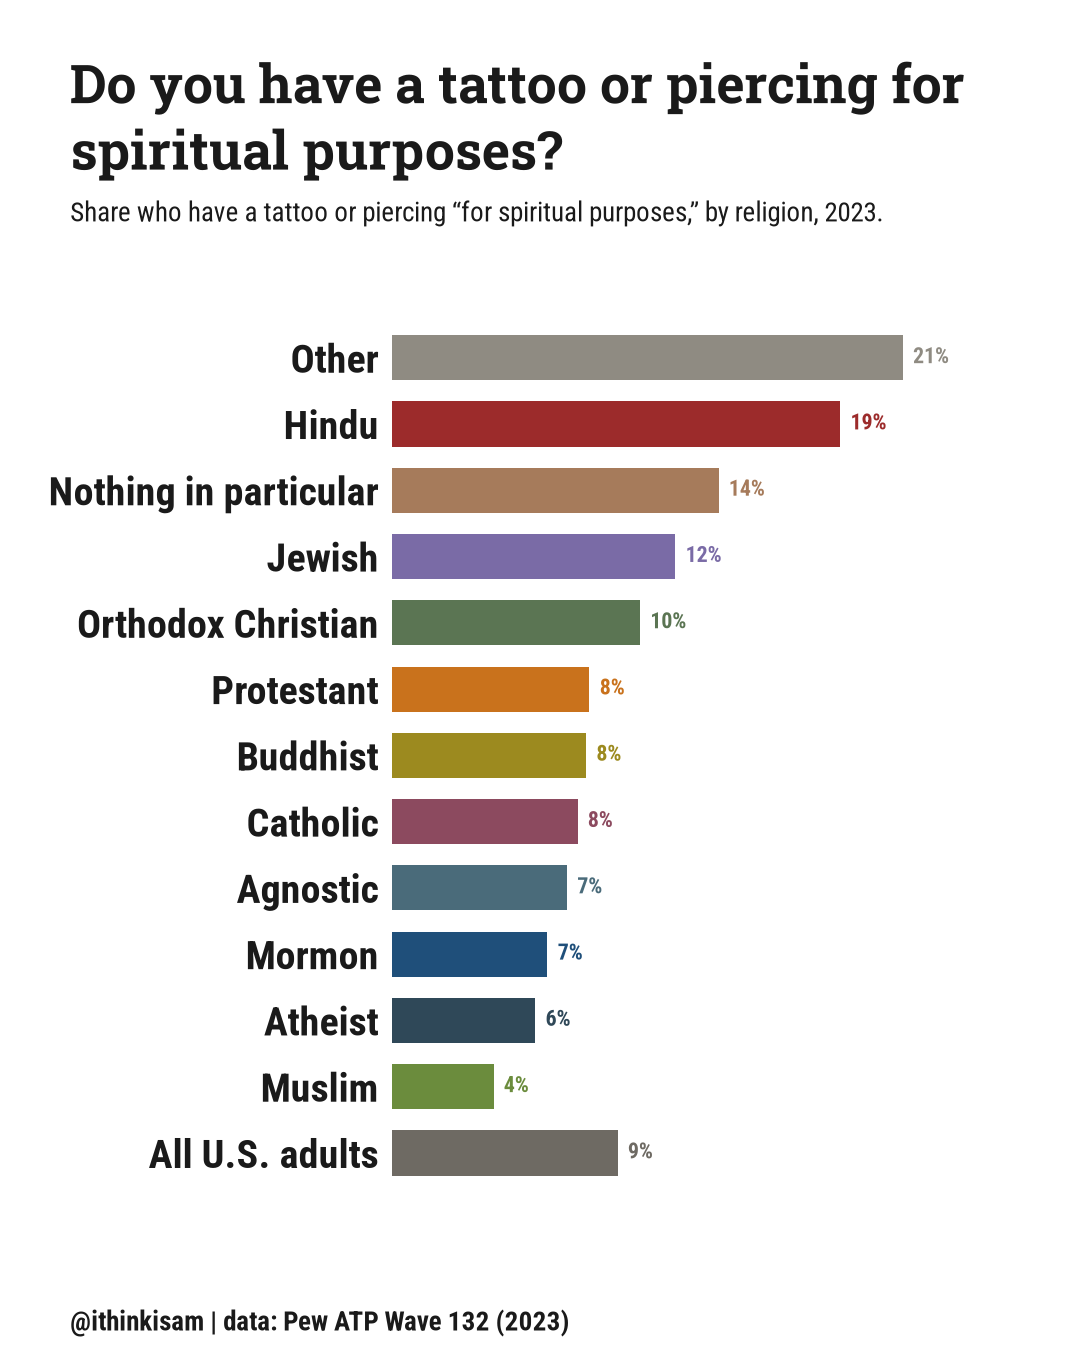 Do you have a tattoo or piercing for
spiritual purposes?
Share who have a tattoo or piercing “for spiritual purposes,” by religion, 2023.
Other 21%
Hindu 19%
Nothing in particular 14%
Jewish 12%
Orthodox Christian 10%
Protestant 8%
Buddhist 8%
Catholic 8%
Agnostic 7%
Mormon 7%
Atheist 6%
Muslim 4%
All U.S. adults 9%
@ithinkisam | data: Pew ATP Wave 132 (2023)